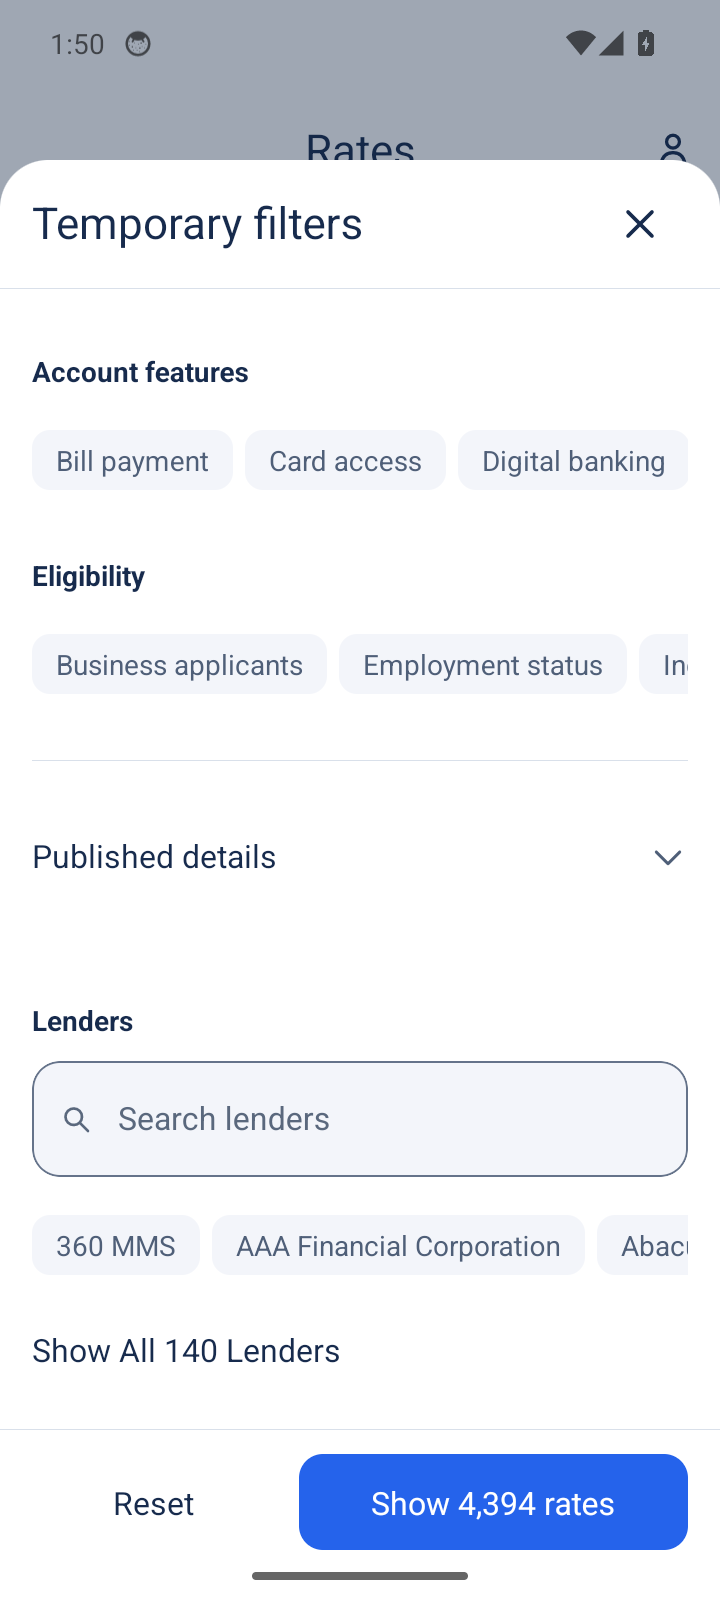 1:50
Rates
Temporary filters
Account features
Bill payment
Card access
Digital banking
Eligibility
Business applicants
Employment status
Published details
Lenders
Search lenders
360 MMS
AAA Financial Corporation
Show All 140 Lenders
Reset
Show 4,394 rates